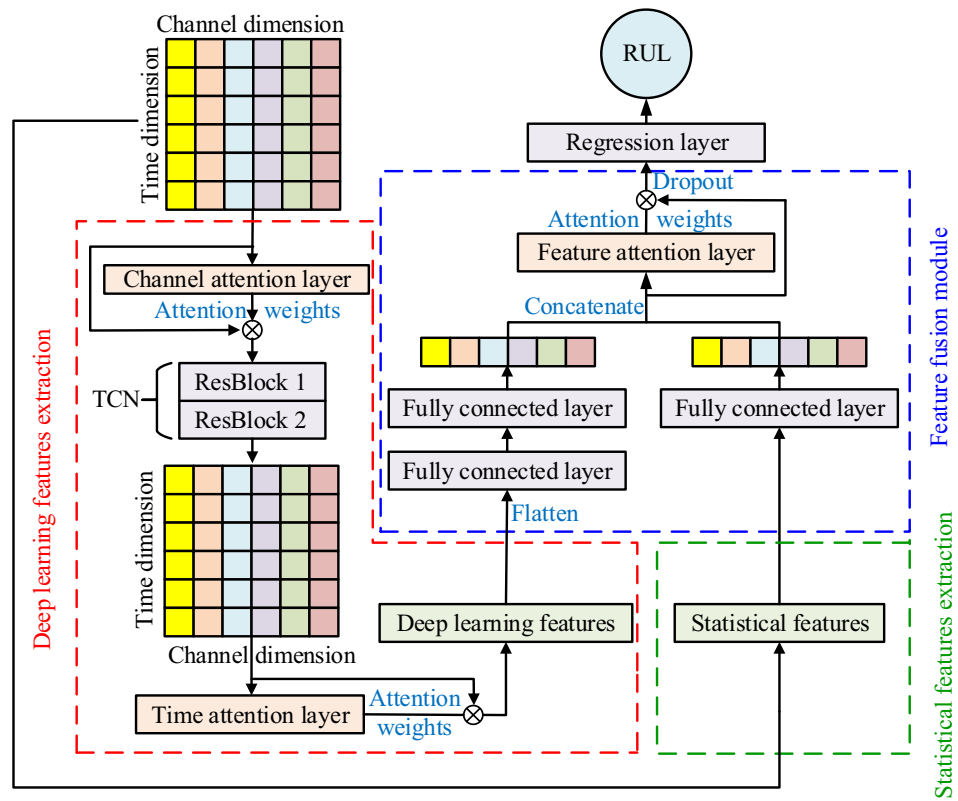 Channel dimension
Time dimension
RUL
Regression layer
Dropout
Attention weights
Feature attention layer
Concatenate
Channel attention layer
Attention weights
TCN
ResBlock 1
ResBlock 2
Fully connected layer
Fully connected layer
Fully connected layer
Flatten
Feature fusion module
Deep learning features extraction
Time dimension
Channel dimension
Deep learning features
Statistical features
Time attention layer
Attention
weights
Statistical features extraction